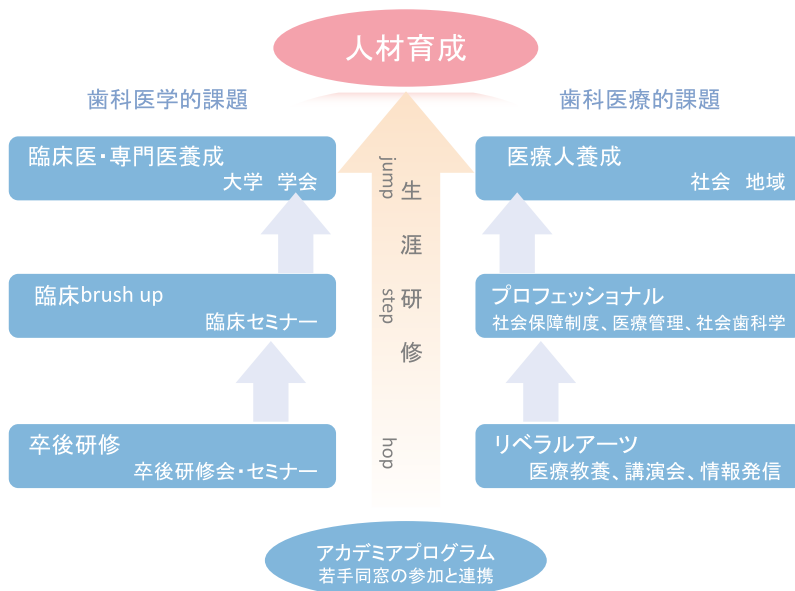 人材育成
歯科医学的課題
歯科医療的課題
臨床医・専門医養成
大学　学会
医療人養成
社会　地域
jump
生涯研修
臨床brush up
臨床セミナー
step
プロフェッショナル
社会保障制度、医療管理、社会歯科学
卒後研修
卒後研修会・セミナー
hop
リベラルアーツ
医療教養、講演会、情報発信
アカデミアプログラム
若手同窓の参加と連携